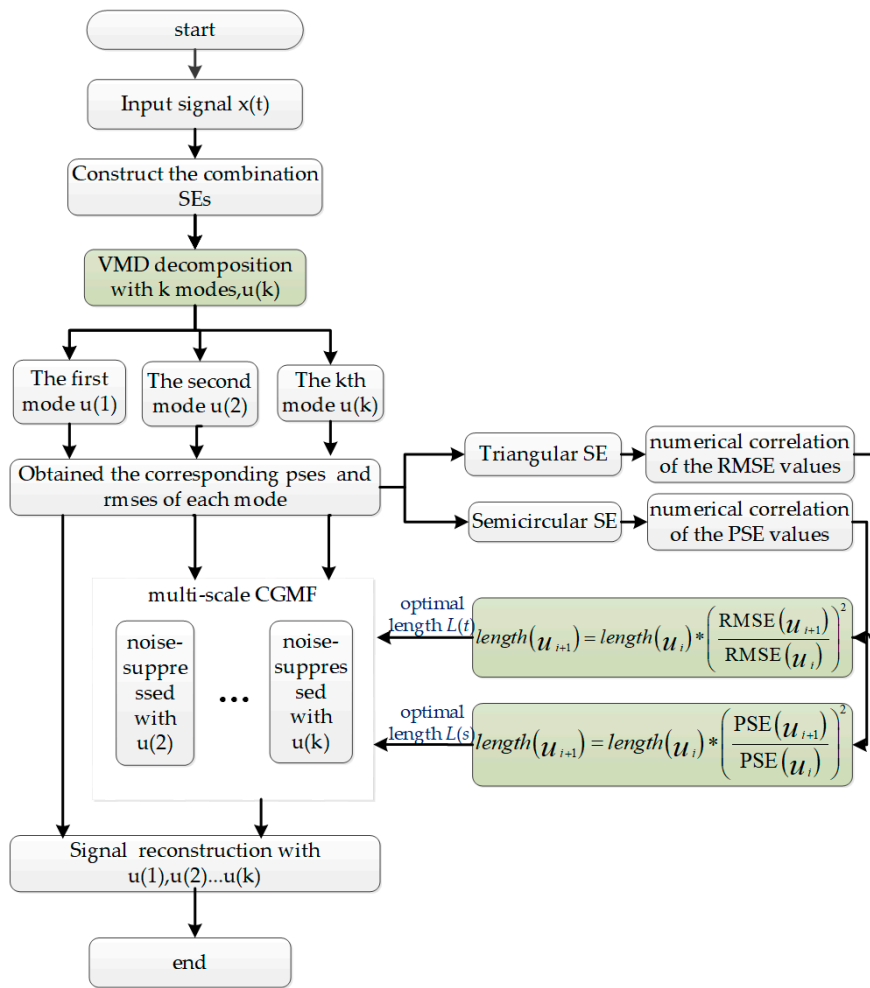 start
Input signal x(t)
Construct the combination
SEs
VMD decomposition
with k modes,u(k)
The first
mode u(1)
The second
mode u(2)
The kth
mode u(k)
Obtained the corresponding pses and
rmses of each mode
Triangular SE
numerical correlation
of the RMSE values
Semicircular SE
numerical correlation
of the PSE values
multi-scale CGMF
noise-
suppre
ssed
with
u(2)
...
noise-
suppres
sed
with
u(k)
optimal
length L(t)
length(u_{i+1}) = length(u_i) * (RMSE(u_{i+1}) / RMSE(u_i))^2
optimal
length L(s)
length(u_{i+1}) = length(u_i) * (PSE(u_{i+1}) / PSE(u_i))^2
Signal reconstruction with
u(1),u(2)...u(k)
end